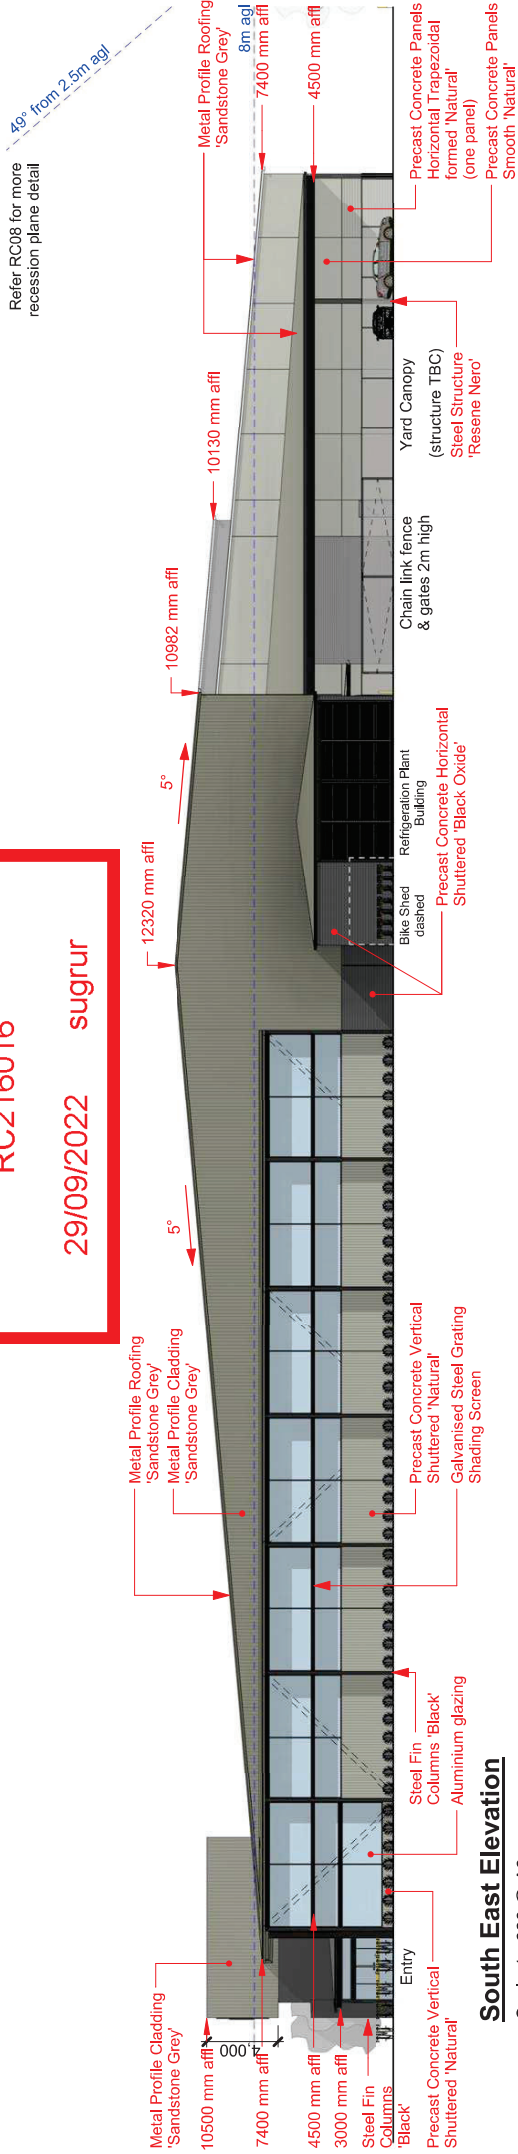 RC216016
29/09/2022 sugrur
Refer RC08 for more
recession plane detail
49° from 2.5m agl
8m agl
Metal Profile Cladding
'Sandstone Grey'
10500 mm affl
4,000
7400 mm affl
4500 mm affl
3000 mm affl
Steel Fin
Columns
'Black'
Precast Concrete Vertical
Shuttered 'Natural'
Entry
Metal Profile Roofing
'Sandstone Grey'
Metal Profile Cladding
'Sandstone Grey'
5°
12320 mm affl
5°
10982 mm affl
10130 mm affl
Metal Profile Roofing
'Sandstone Grey'
7400 mm affl
4500 mm affl
Steel Fin
Columns 'Black'
Aluminium glazing
Precast Concrete Vertical
Shuttered 'Natural'
Galvanised Steel Grating
Shading Screen
Bike Shed
dashed
Refrigeration Plant
Building
Precast Concrete Horizontal
Shuttered 'Black Oxide'
Chain link fence
& gates 2m high
Yard Canopy
(structure TBC)
Steel Structure
'Resene Nero'
Precast Concrete Panels
Horizontal Trapezoidal
formed 'Natural'
(one panel)
Precast Concrete Panels
Smooth 'Natural'
South East Elevation